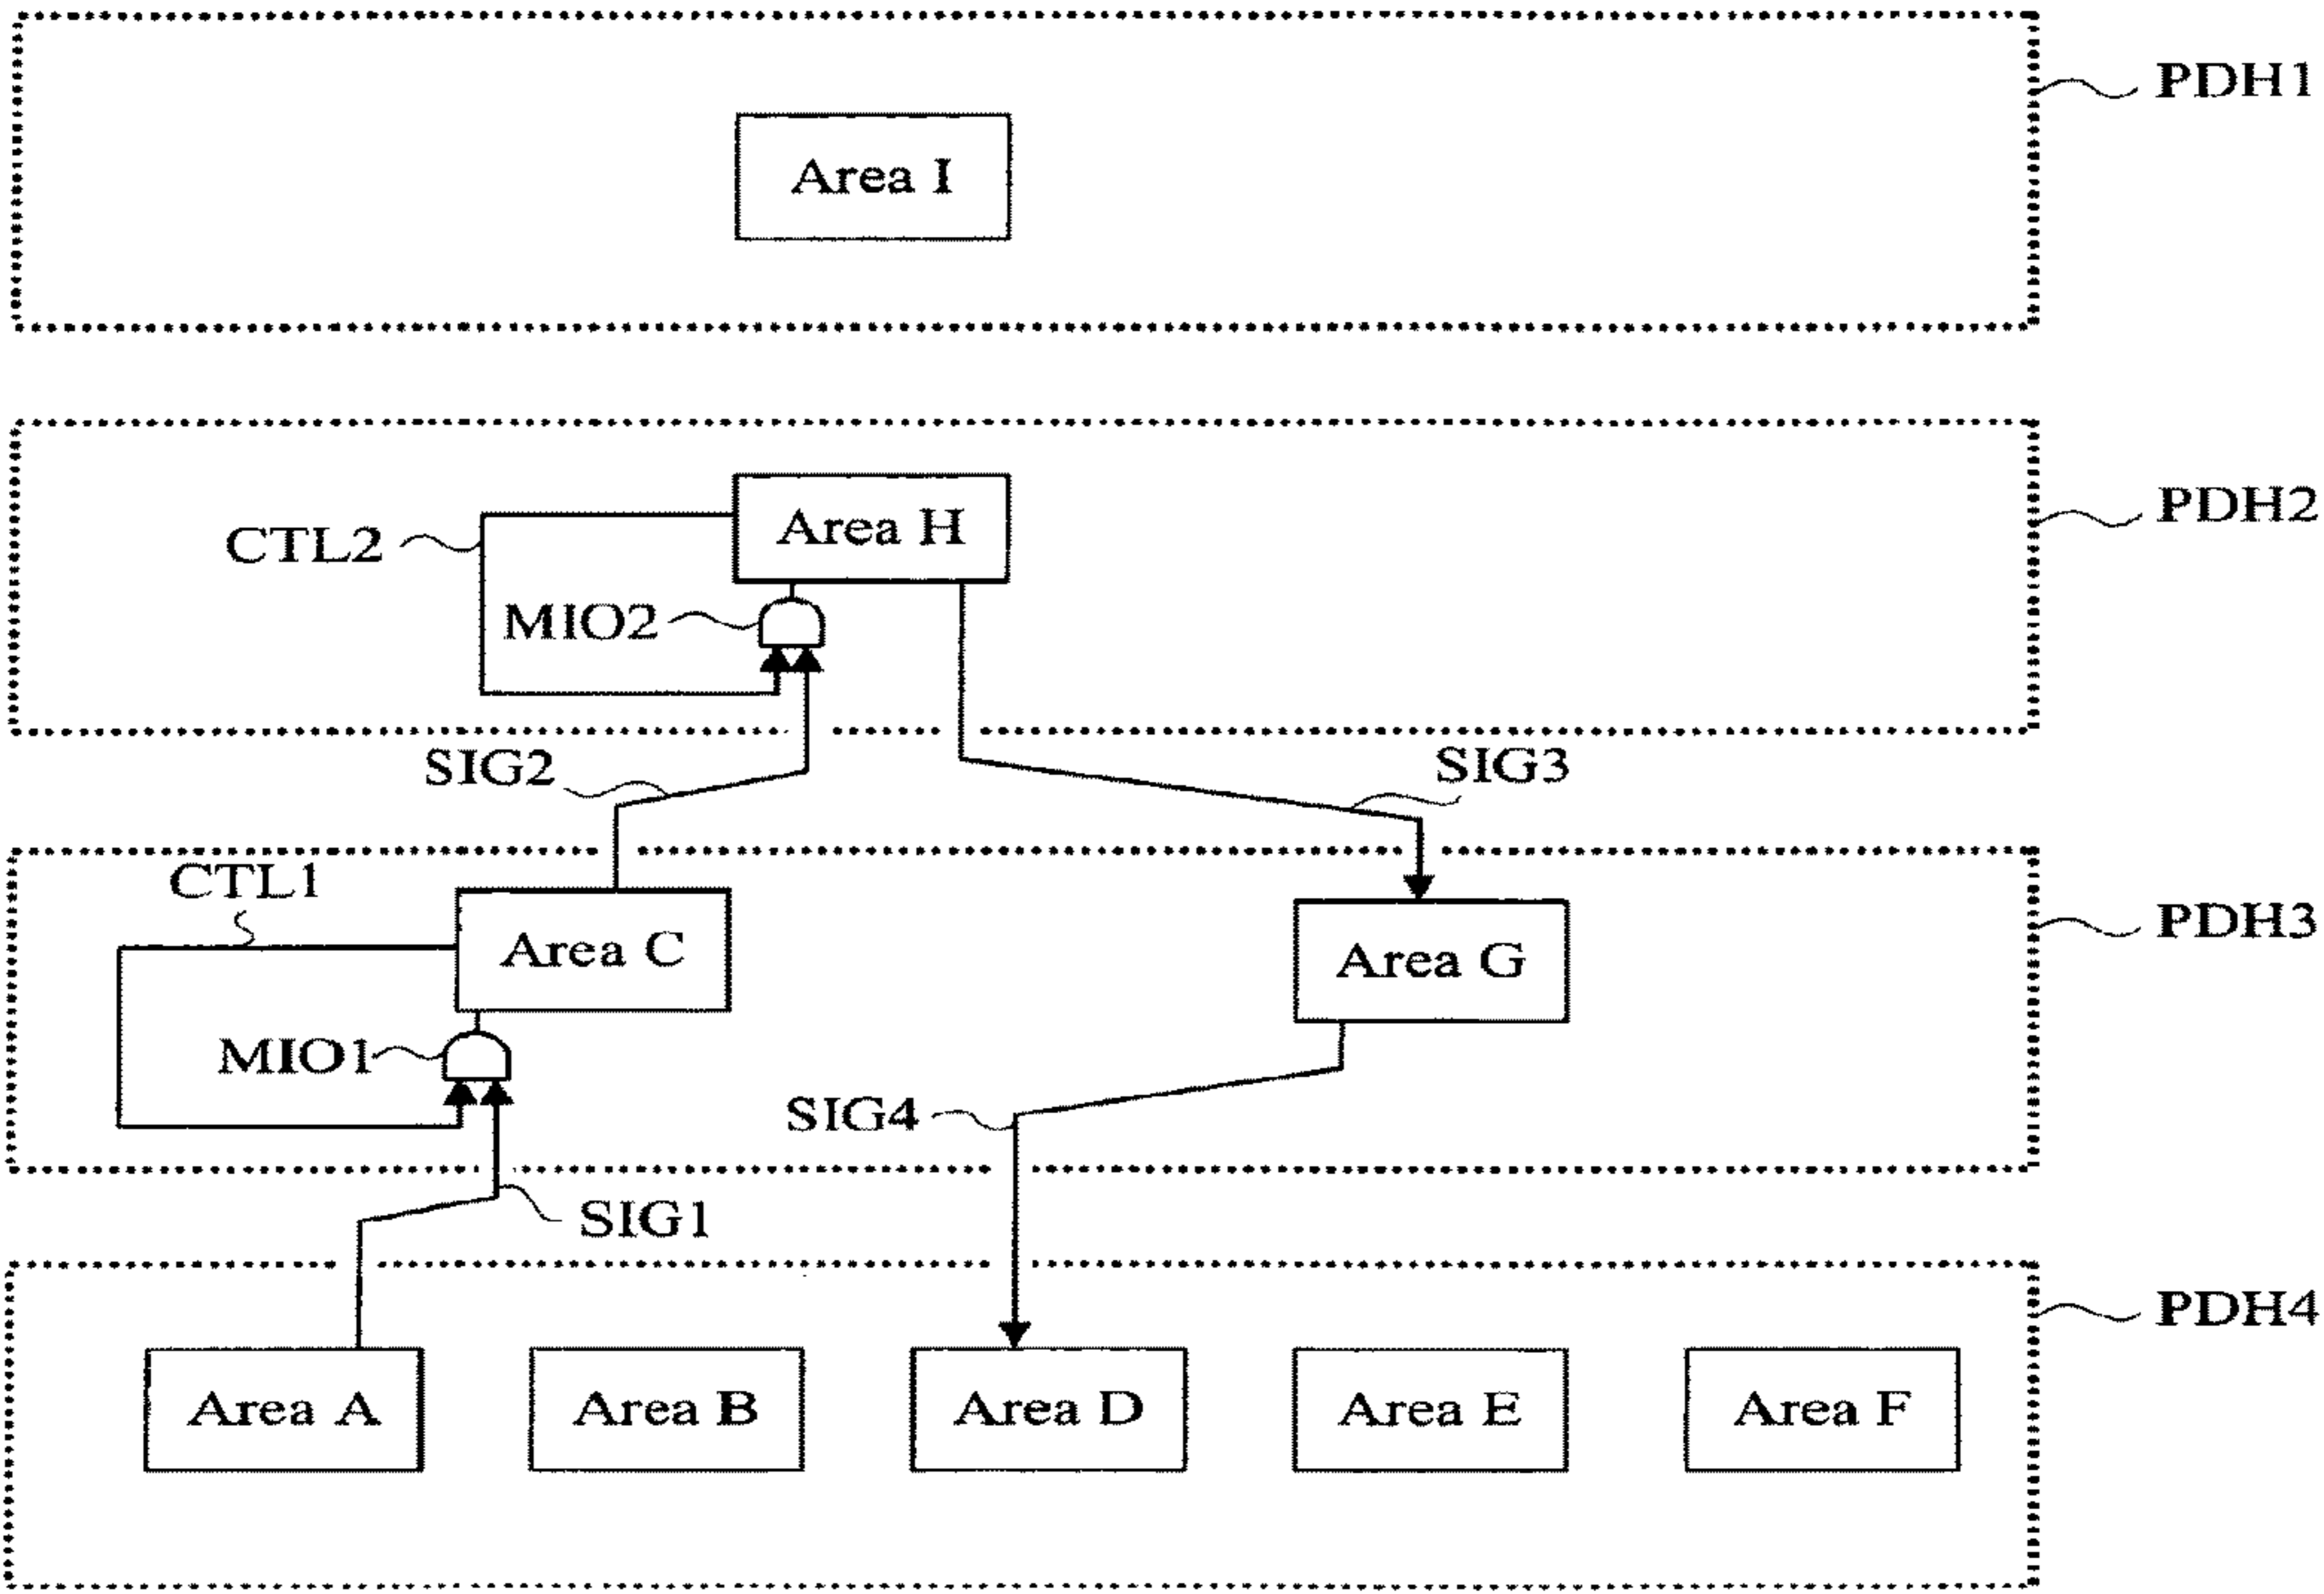 PDH1
Area I
PDH2
Area H
CTL2
MIO2
SIG2
SIG3
CTL1
PDH3
Area C
Area G
MIO1
SIG4
SIG1
PDH4
Area A
Area B
Area D
Area E
Area F